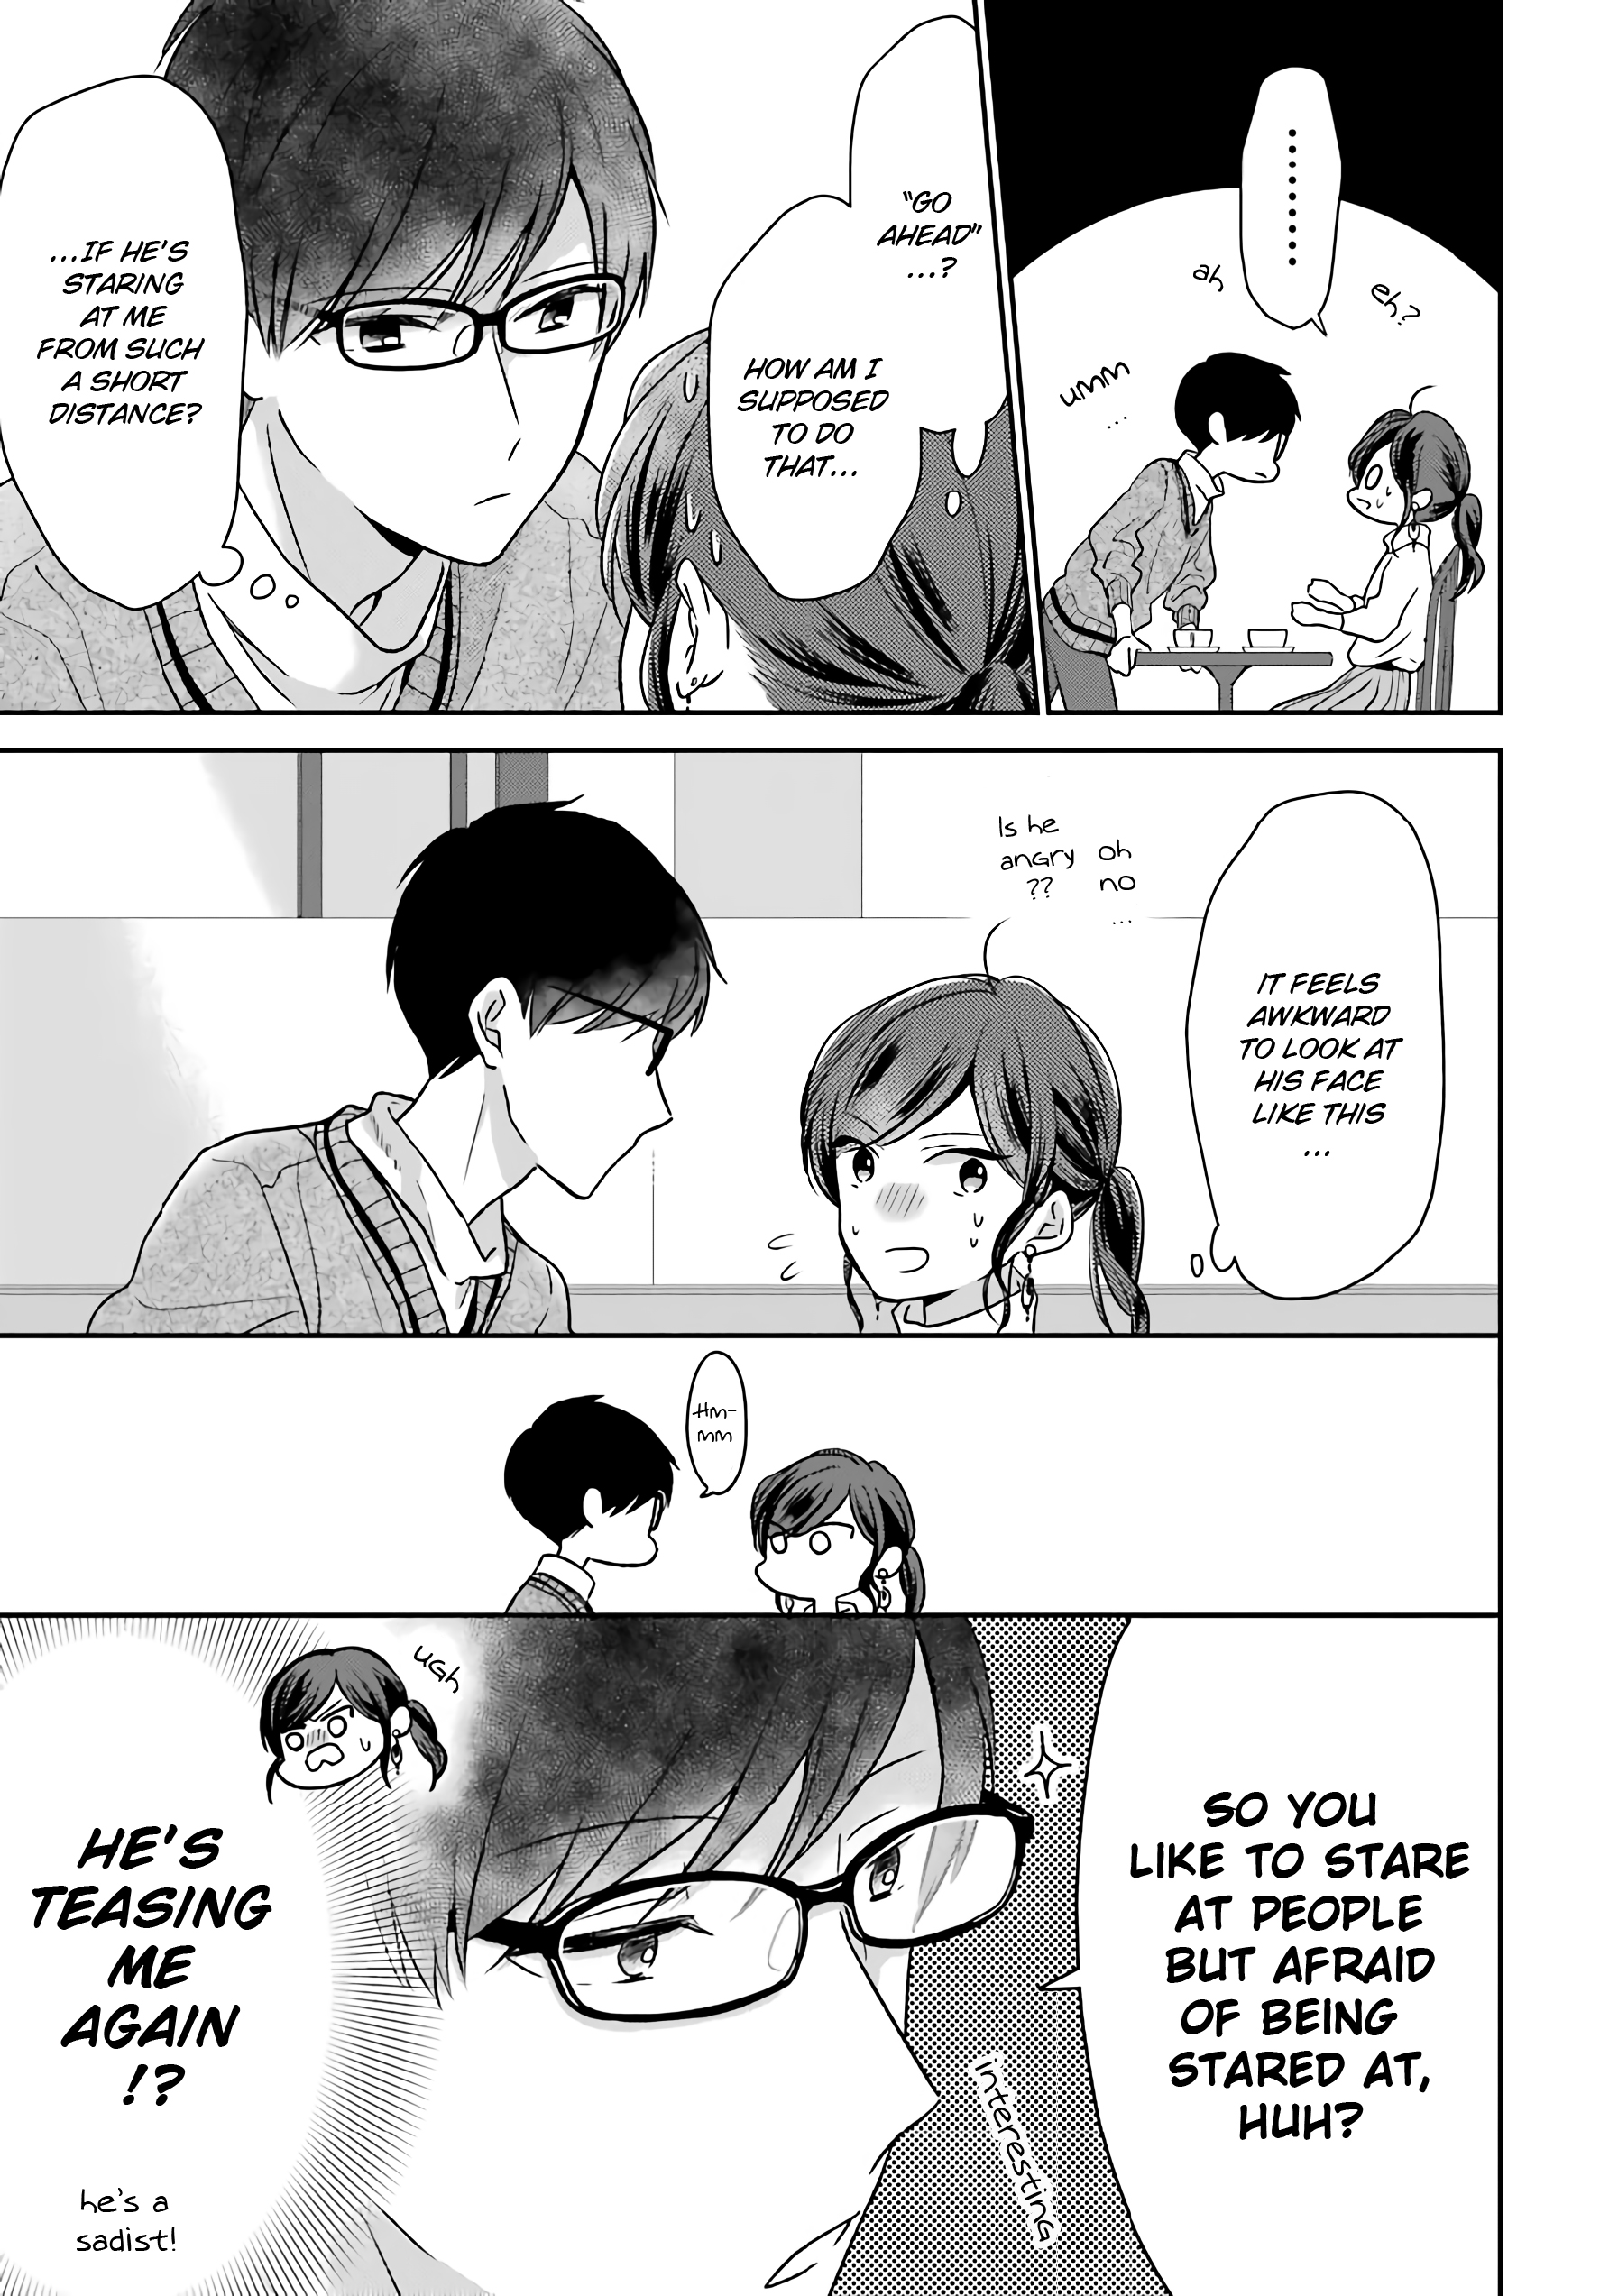 ..........
eh?
ah
umm
...
"GO
AHEAD"
...?
HOW AM I
SUPPOSED
TO DO
THAT...
...IF HE'S
STARING
AT ME
FROM SUCH
A SHORT
DISTANCE?
IT FEELS
AWKWARD
TO LOOK AT
HIS FACE
LIKE THIS
...
oh
no
...
Is he
angry
??
Hm-
mm
SO YOU
LIKE TO STARE
AT PEOPLE
BUT AFRAID
OF BEING
STARED AT,
HUH?
interesting
ugh
HE'S
TEASING
ME
AGAIN
!?
he's a
sadist!